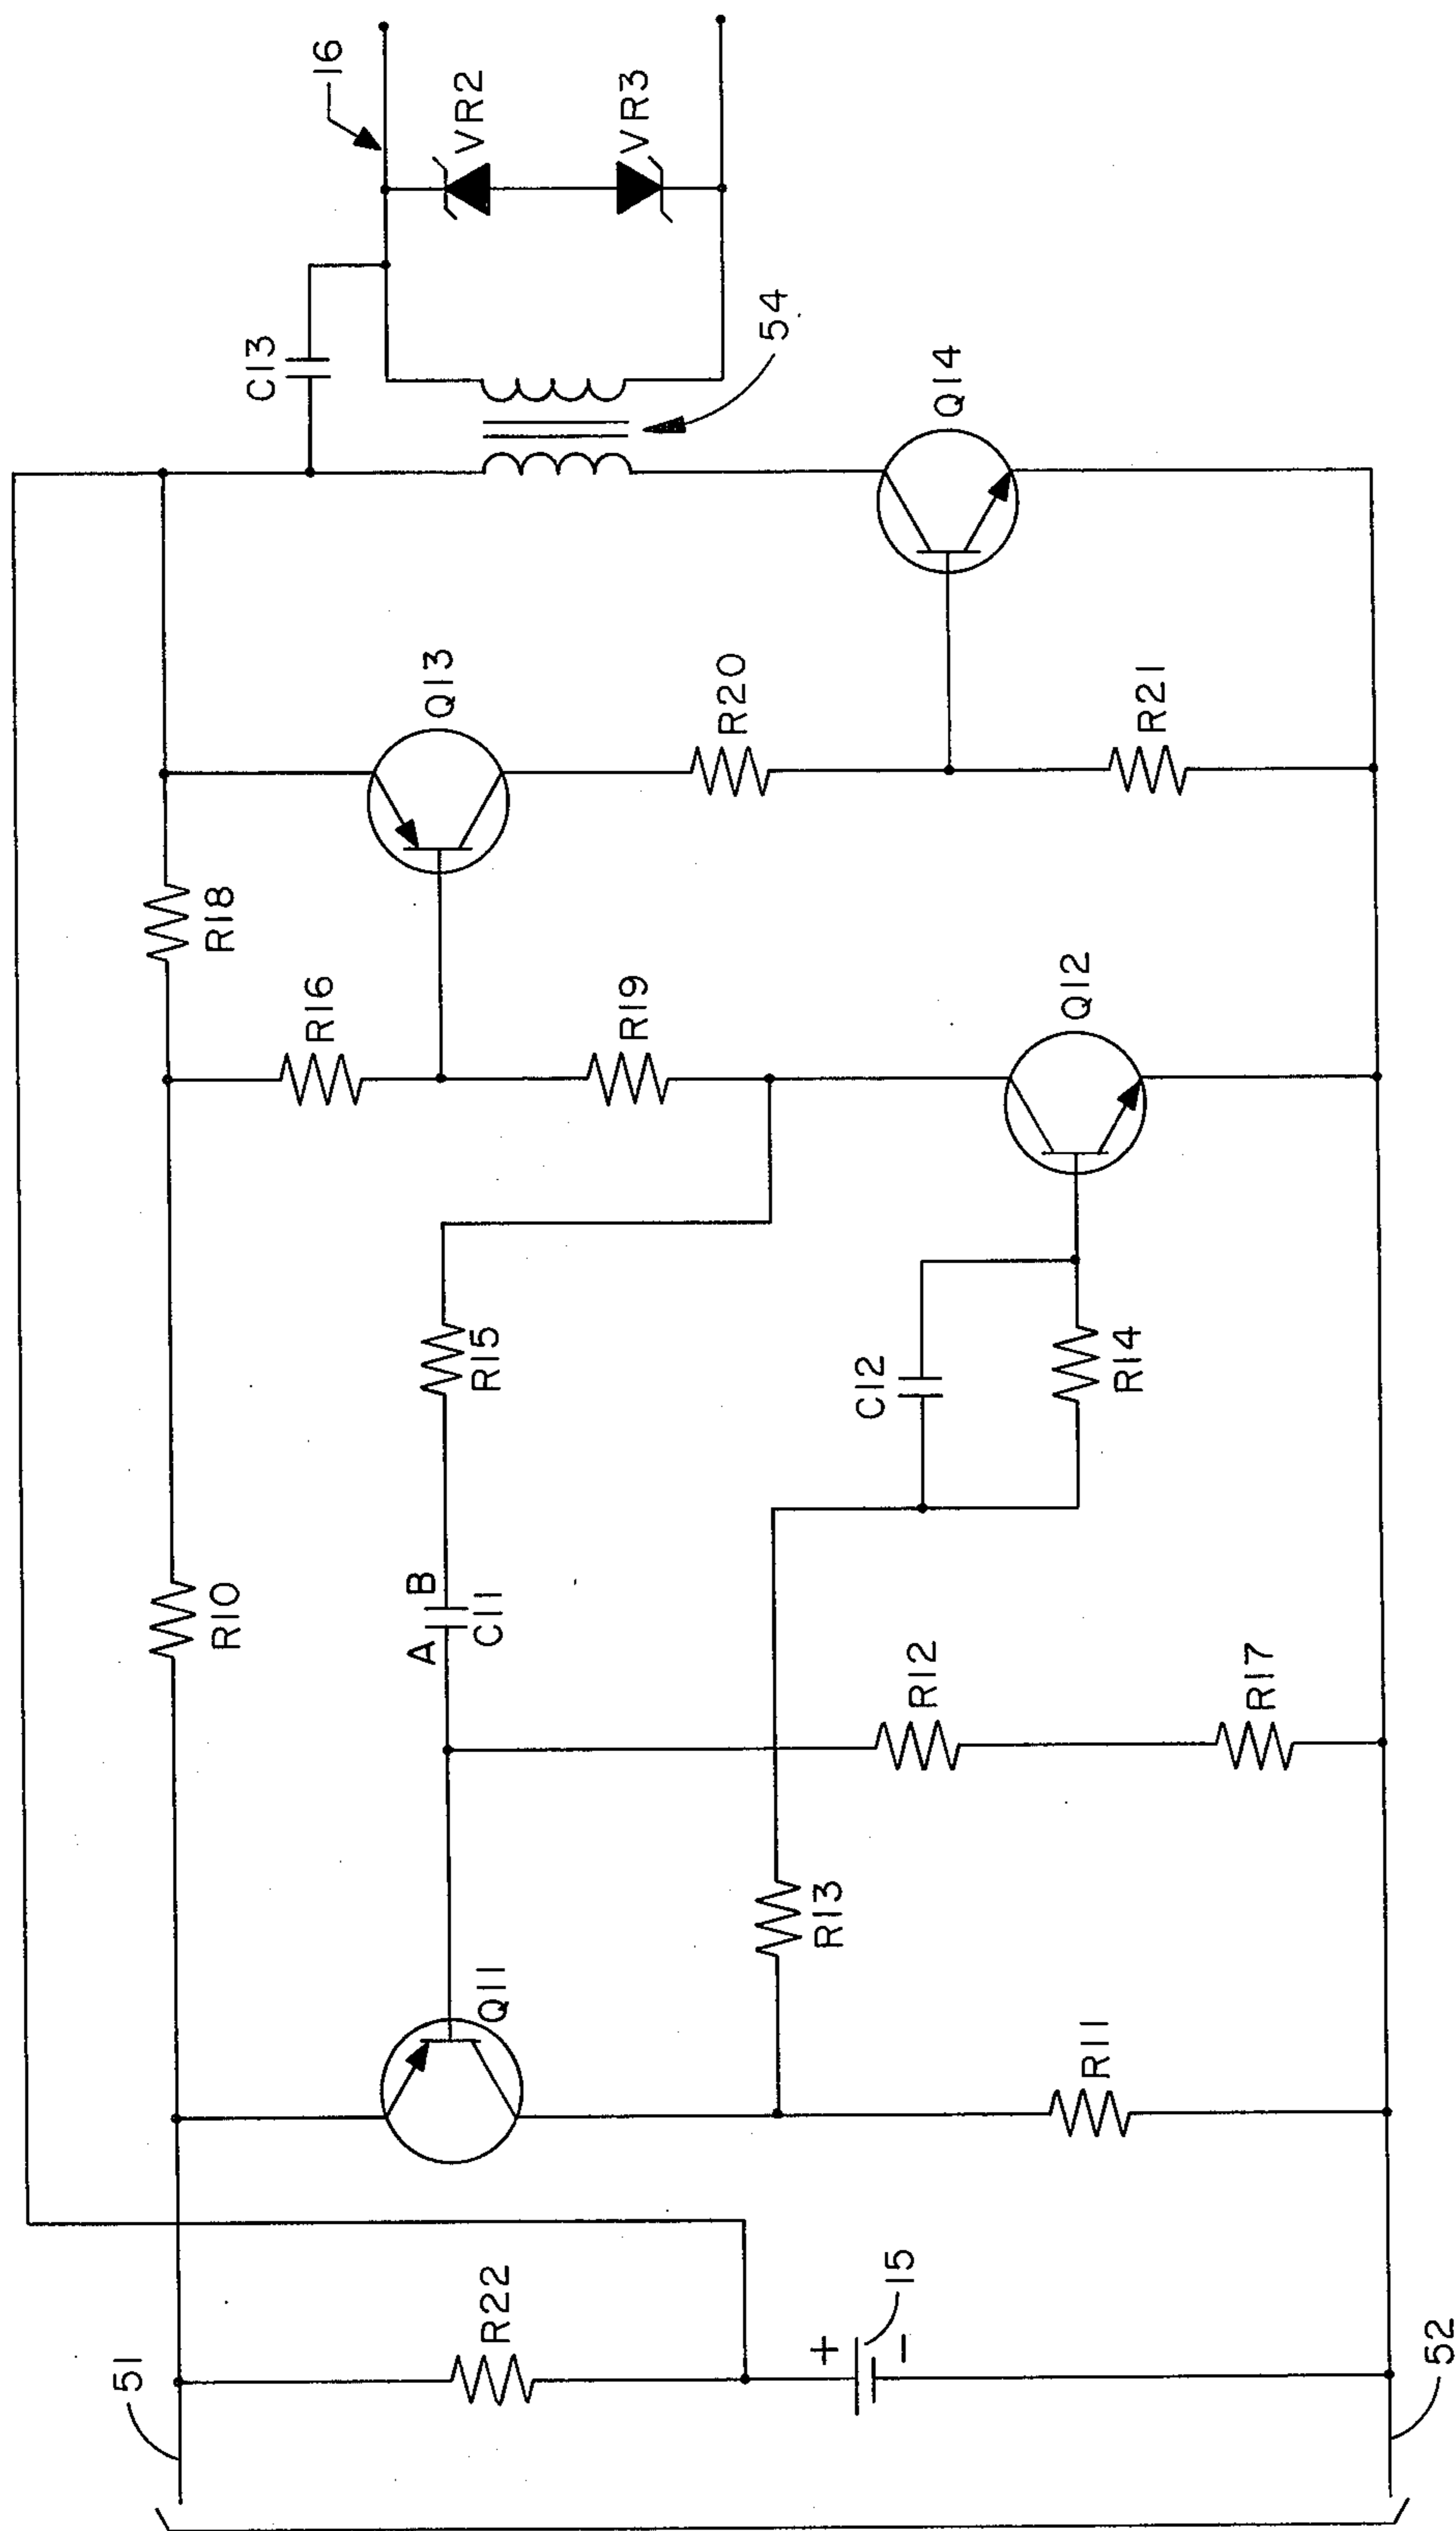 16
VR2
VR3
C13
54
Q14
Q13
R20
R21
R18
R16
R19
Q12
R15
C12
R14
A B
C11
R10
R12
R17
R13
Q11
R11
R22
+
15
−
51
52